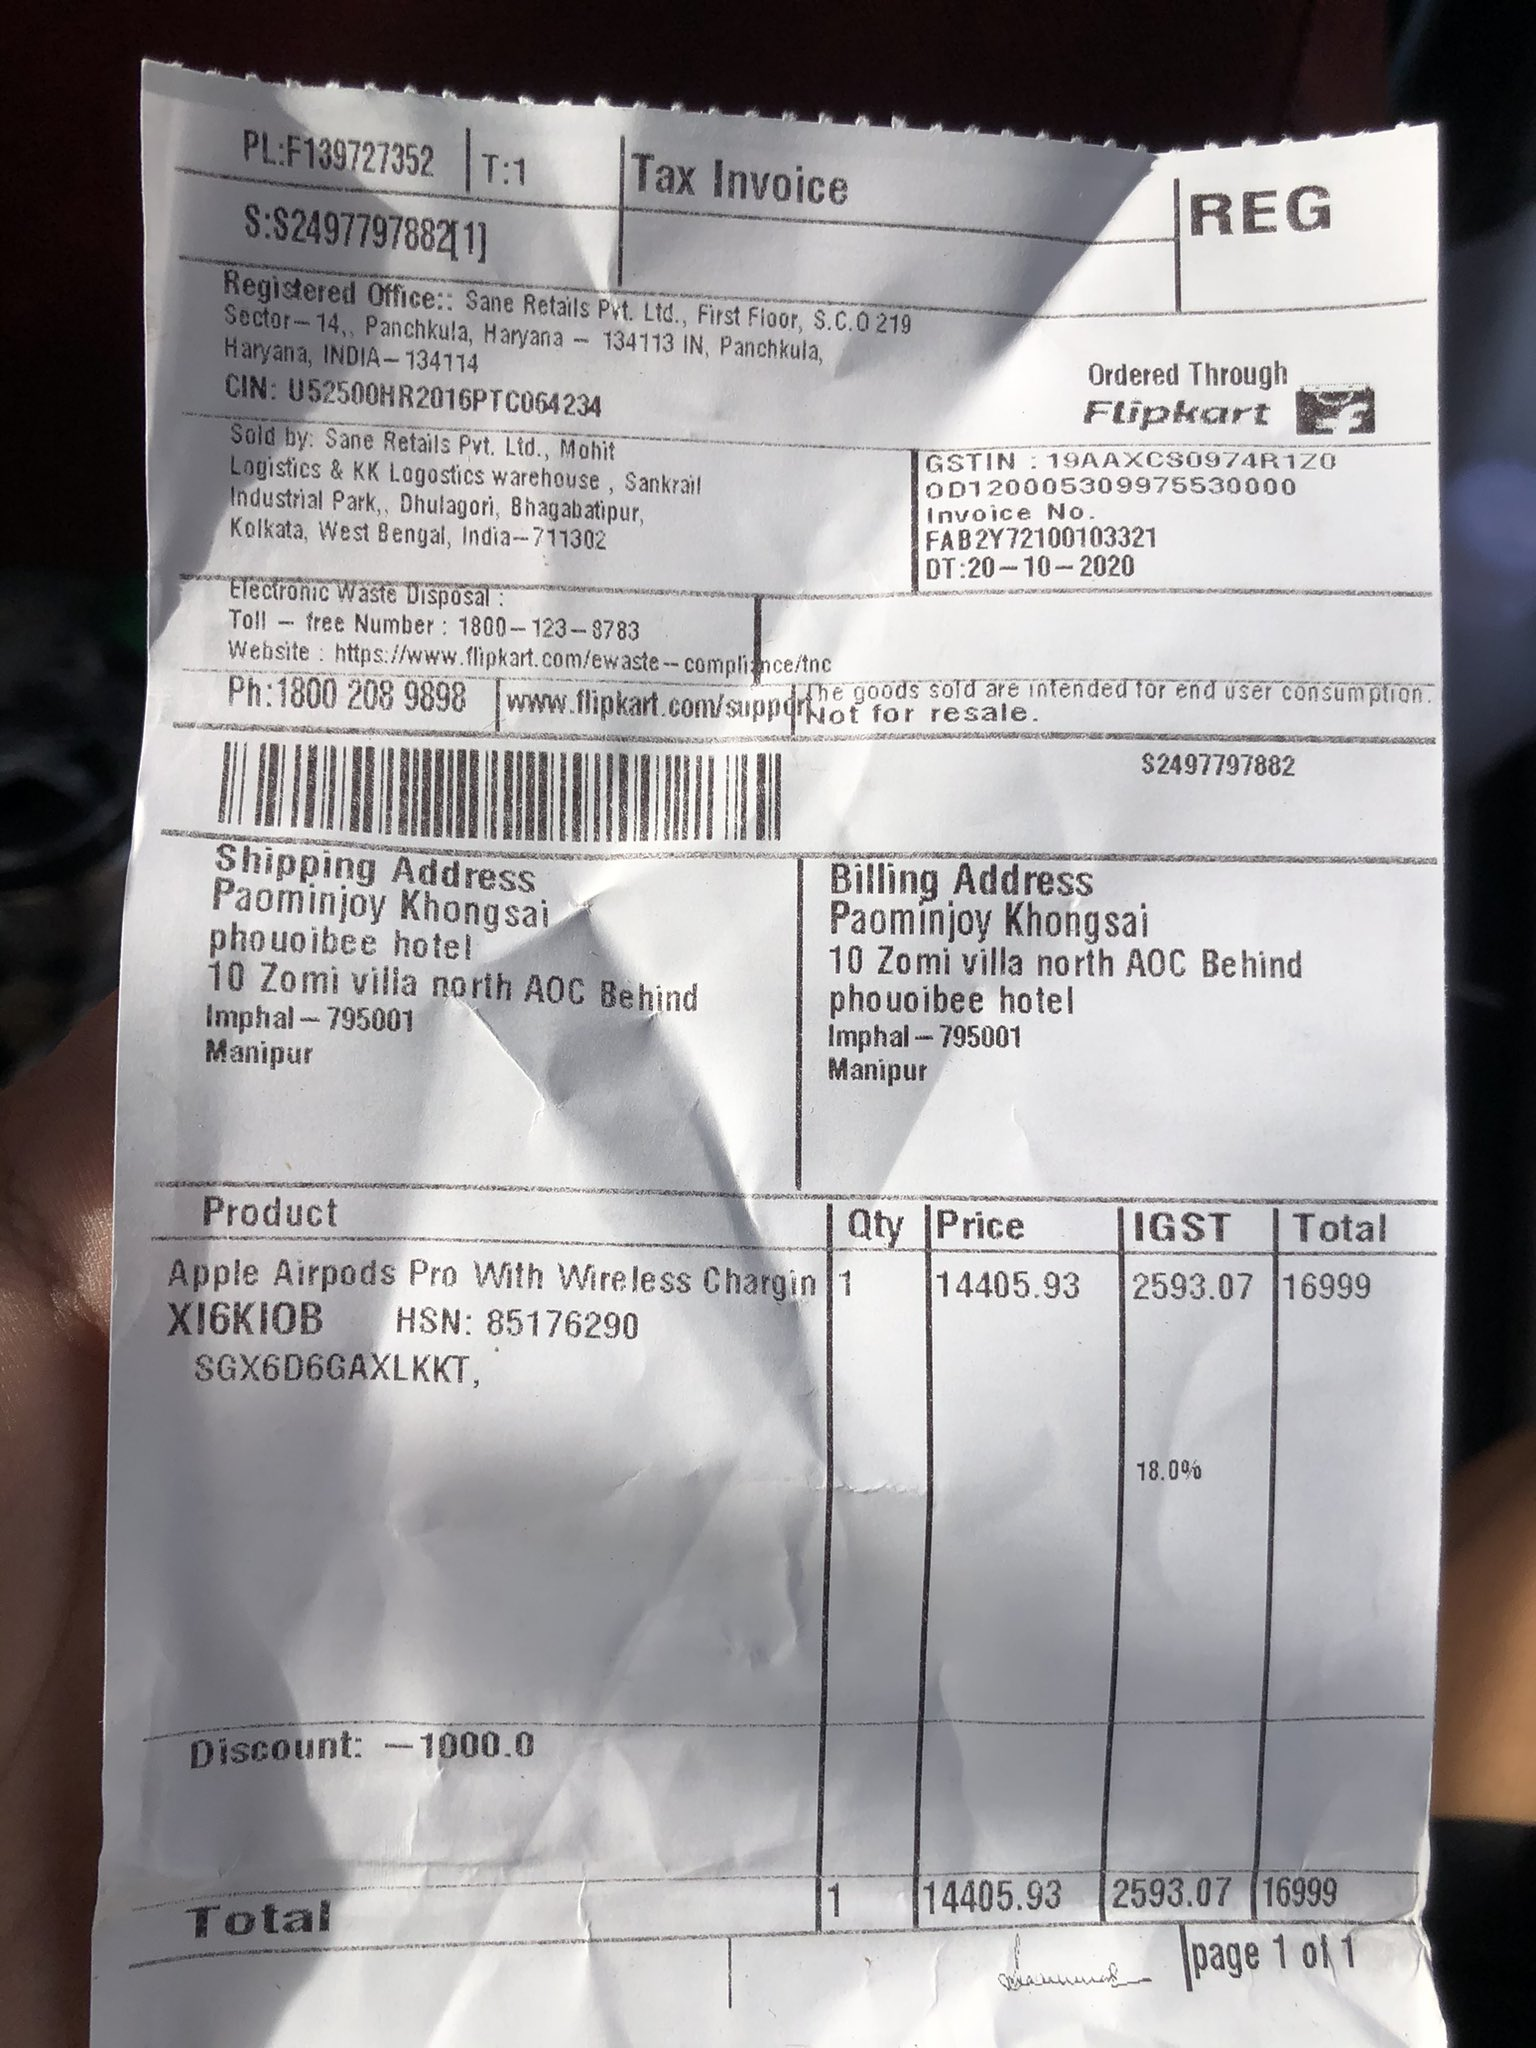 PL:F139727352 T:1 Tax Invoice REG
S:S2497797882[1]
Registered Office:: Sane Retails Pvt. Ltd., First Floor, S.C.O 219
Sector-14,, Panchkula, Haryana - 134113 IN, Panchkula,
Haryana, INDIA-134114
CIN: U52500HR2016PTC064234
Ordered Through
Flipkart
Sold by: Sane Retails Pvt. Ltd., Mohit
Logistics & KK Logostics warehouse , Sankrail
Industrial Park,, Dhulagori, Bhagabatipur,
Kolkata, West Bengal, India-711302
GSTIN : 19AAXCS0974R1Z0
OD120005309975530000
Invoice No.
FAB2Y72100103321
DT:20-10-2020
Electronic Waste Disposal :
Toll - free Number : 1800-123-8783
Website : https://www.flipkart.com/ewaste-compliance/tnc
Ph:1800 208 9898 www.flipkart.com/support
The goods sold are intended for end user consumption.
Not for resale.
S2497797882
Shipping Address
Paominjoy Khongsai
phouoibee hotel
10 Zomi villa north AOC Behind
Imphal-795001
Manipur
Billing Address
Paominjoy Khongsai
10 Zomi villa north AOC Behind
phouoibee hotel
Imphal-795001
Manipur
Product Qty Price IGST Total
Apple Airpods Pro With Wireless Chargin 1 14405.93 2593.07 16999
XI6KIOB HSN: 85176290
SGX6D6GAXLKKT,
18.0%
Discount: -1000.0
Total 1 14405.93 2593.07 16999
page 1 of 1